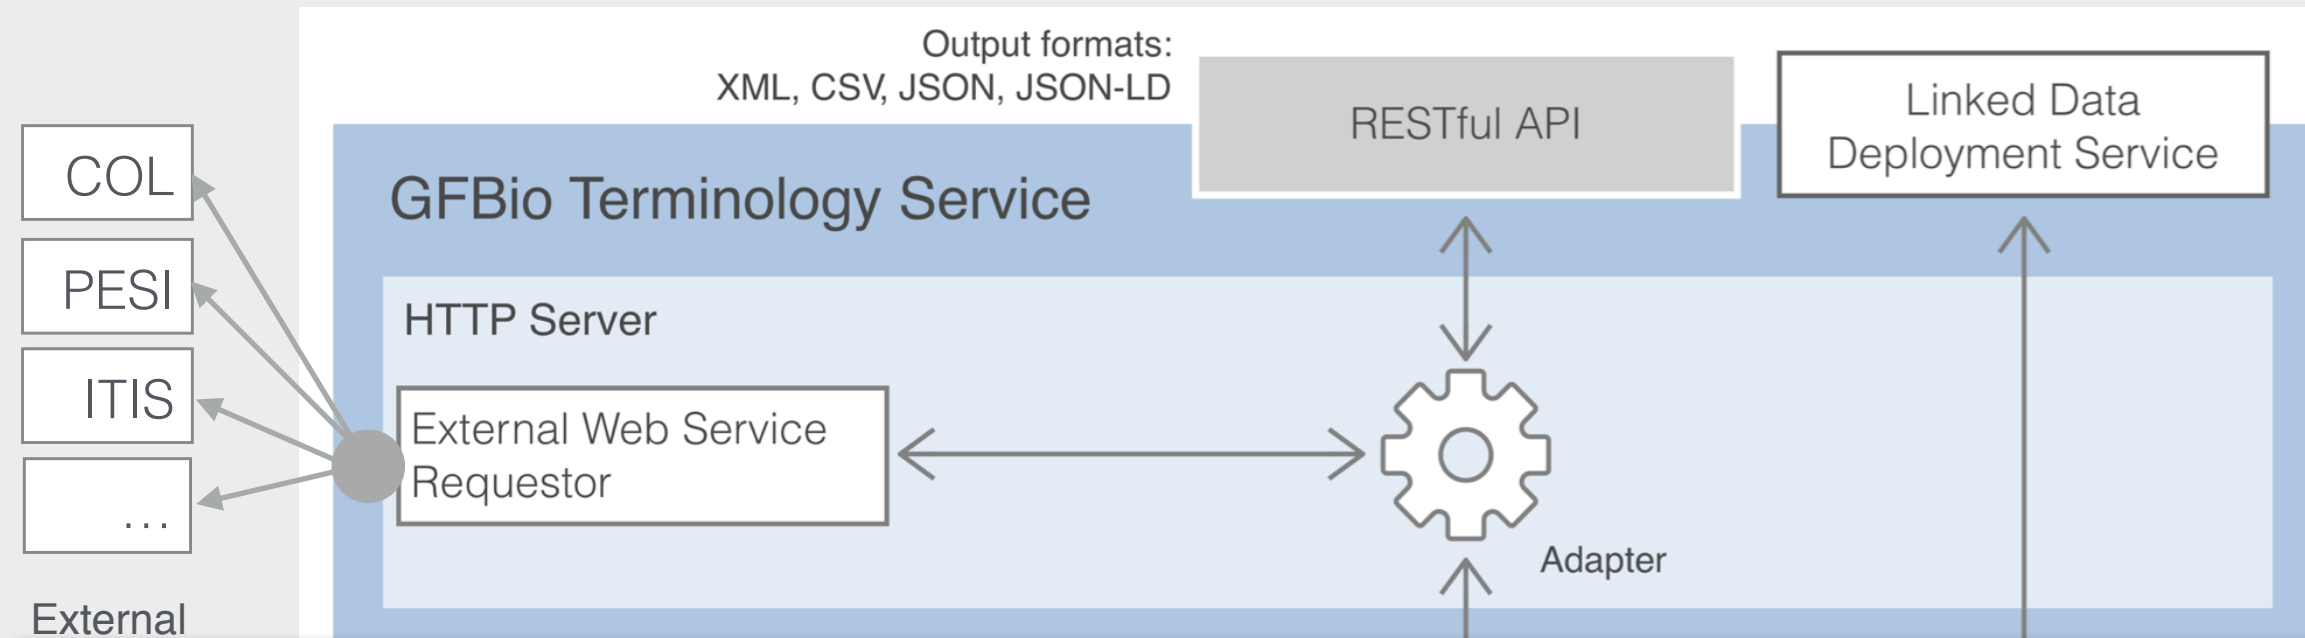 Output formats:
XML, CSV, JSON, JSON-LD
RESTful API
Linked Data
Deployment Service
COL
PESI
ITIS
...
External
GFBio Terminology Service
HTTP Server
External Web Service
Requestor
Adapter